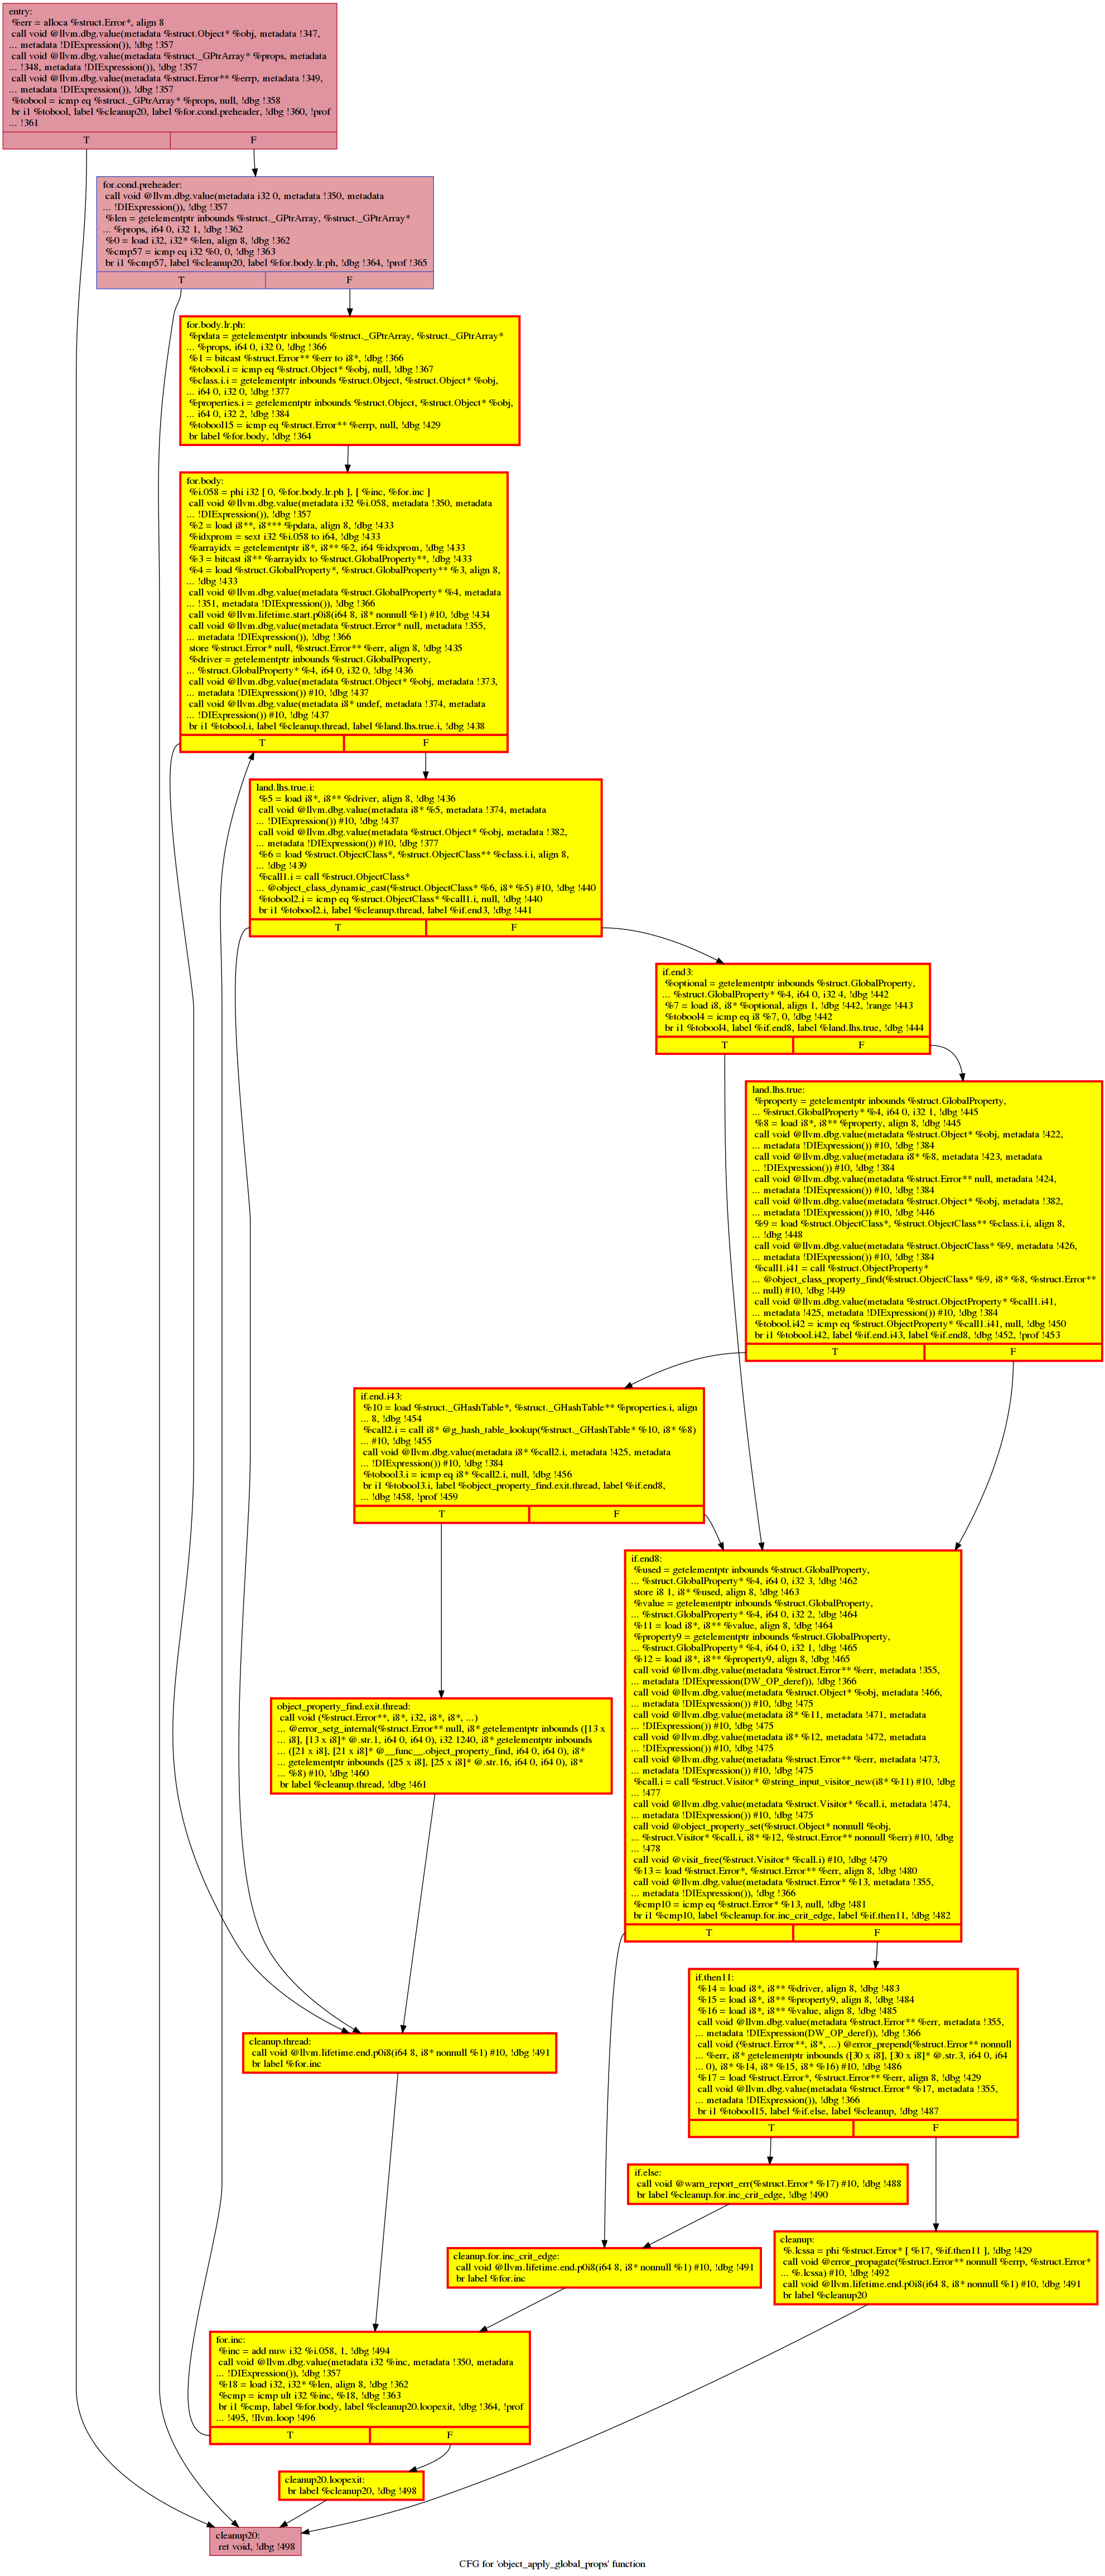 entry:
%err = alloca %struct.Error*, align 8
call void @llvm.dbg.value(metadata %struct.Object* %obj, metadata !347,
... metadata !DIExpression()), !dbg !357
call void @llvm.dbg.value(metadata %struct._GPtrArray* %props, metadata
... !348, metadata !DIExpression()), !dbg !357
call void @llvm.dbg.value(metadata %struct.Error** %errp, metadata !349,
... metadata !DIExpression()), !dbg !357
%tobool = icmp eq %struct._GPtrArray* %props, null, !dbg !358
br i1 %tobool, label %cleanup20, label %for.cond.preheader, !dbg !360, !prof
... !361
T F
for.cond.preheader:
call void @llvm.dbg.value(metadata i32 0, metadata !350, metadata
... !DIExpression()), !dbg !357
%len = getelementptr inbounds %struct._GPtrArray, %struct._GPtrArray*
... %props, i64 0, i32 1, !dbg !362
%0 = load i32, i32* %len, align 8, !dbg !362
%cmp57 = icmp eq i32 %0, 0, !dbg !363
br i1 %cmp57, label %cleanup20, label %for.body.lr.ph, !dbg !364, !prof !365
T F
for.body.lr.ph:
%pdata = getelementptr inbounds %struct._GPtrArray, %struct._GPtrArray*
... %props, i64 0, i32 0, !dbg !366
%1 = bitcast %struct.Error** %err to i8*, !dbg !366
%tobool.i = icmp eq %struct.Object* %obj, null, !dbg !367
%class.i.i = getelementptr inbounds %struct.Object, %struct.Object* %obj,
... i64 0, i32 0, !dbg !377
%properties.i = getelementptr inbounds %struct.Object, %struct.Object* %obj,
... i64 0, i32 2, !dbg !384
%tobool15 = icmp eq %struct.Error** %errp, null, !dbg !429
br label %for.body, !dbg !364
for.body:
%i.058 = phi i32 [ 0, %for.body.lr.ph ], [ %inc, %for.inc ]
call void @llvm.dbg.value(metadata i32 %i.058, metadata !350, metadata
... !DIExpression()), !dbg !357
%2 = load i8**, i8*** %pdata, align 8, !dbg !433
%idxprom = sext i32 %i.058 to i64, !dbg !433
%arrayidx = getelementptr i8*, i8** %2, i64 %idxprom, !dbg !433
%3 = bitcast i8** %arrayidx to %struct.GlobalProperty**, !dbg !433
%4 = load %struct.GlobalProperty*, %struct.GlobalProperty** %3, align 8,
... !dbg !433
call void @llvm.dbg.value(metadata %struct.GlobalProperty* %4, metadata
... !351, metadata !DIExpression()), !dbg !366
call void @llvm.lifetime.start.p0i8(i64 8, i8* nonnull %1) #10, !dbg !434
call void @llvm.dbg.value(metadata %struct.Error* null, metadata !355,
... metadata !DIExpression()), !dbg !366
store %struct.Error* null, %struct.Error** %err, align 8, !dbg !435
%driver = getelementptr inbounds %struct.GlobalProperty,
... %struct.GlobalProperty* %4, i64 0, i32 0, !dbg !436
call void @llvm.dbg.value(metadata %struct.Object* %obj, metadata !373,
... metadata !DIExpression()) #10, !dbg !437
call void @llvm.dbg.value(metadata i8* undef, metadata !374, metadata
... !DIExpression()) #10, !dbg !437
br i1 %tobool.i, label %cleanup.thread, label %land.lhs.true.i, !dbg !438
T F
land.lhs.true.i:
%5 = load i8*, i8** %driver, align 8, !dbg !436
call void @llvm.dbg.value(metadata i8* %5, metadata !374, metadata
... !DIExpression()) #10, !dbg !437
call void @llvm.dbg.value(metadata %struct.Object* %obj, metadata !382,
... metadata !DIExpression()) #10, !dbg !377
%6 = load %struct.ObjectClass*, %struct.ObjectClass** %class.i.i, align 8,
... !dbg !439
%call1.i = call %struct.ObjectClass*
... @object_class_dynamic_cast(%struct.ObjectClass* %6, i8* %5) #10, !dbg !440
%tobool2.i = icmp eq %struct.ObjectClass* %call1.i, null, !dbg !440
br i1 %tobool2.i, label %cleanup.thread, label %if.end3, !dbg !441
T F
if.end3:
%optional = getelementptr inbounds %struct.GlobalProperty,
... %struct.GlobalProperty* %4, i64 0, i32 4, !dbg !442
%7 = load i8, i8* %optional, align 1, !dbg !442, !range !443
%tobool4 = icmp eq i8 %7, 0, !dbg !442
br i1 %tobool4, label %if.end8, label %land.lhs.true, !dbg !444
T F
land.lhs.true:
%property = getelementptr inbounds %struct.GlobalProperty,
... %struct.GlobalProperty* %4, i64 0, i32 1, !dbg !445
%8 = load i8*, i8** %property, align 8, !dbg !445
call void @llvm.dbg.value(metadata %struct.Object* %obj, metadata !422,
... metadata !DIExpression()) #10, !dbg !384
call void @llvm.dbg.value(metadata i8* %8, metadata !423, metadata
... !DIExpression()) #10, !dbg !384
call void @llvm.dbg.value(metadata %struct.Error** null, metadata !424,
... metadata !DIExpression()) #10, !dbg !384
call void @llvm.dbg.value(metadata %struct.Object* %obj, metadata !382,
... metadata !DIExpression()) #10, !dbg !446
%9 = load %struct.ObjectClass*, %struct.ObjectClass** %class.i.i, align 8,
... !dbg !448
call void @llvm.dbg.value(metadata %struct.ObjectClass* %9, metadata !426,
... metadata !DIExpression()) #10, !dbg !384
%call1.i41 = call %struct.ObjectProperty*
... @object_class_property_find(%struct.ObjectClass* %9, i8* %8, %struct.Error**
... null) #10, !dbg !449
call void @llvm.dbg.value(metadata %struct.ObjectProperty* %call1.i41,
... metadata !425, metadata !DIExpression()) #10, !dbg !384
%tobool.i42 = icmp eq %struct.ObjectProperty* %call1.i41, null, !dbg !450
br i1 %tobool.i42, label %if.end.i43, label %if.end8, !dbg !452, !prof !453
T F
if.end.i43:
%10 = load %struct._GHashTable*, %struct._GHashTable** %properties.i, align
... 8, !dbg !454
%call2.i = call i8* @g_hash_table_lookup(%struct._GHashTable* %10, i8* %8)
... #10, !dbg !455
call void @llvm.dbg.value(metadata i8* %call2.i, metadata !425, metadata
... !DIExpression()) #10, !dbg !384
%tobool3.i = icmp eq i8* %call2.i, null, !dbg !456
br i1 %tobool3.i, label %object_property_find.exit.thread, label %if.end8,
... !dbg !458, !prof !459
T F
if.end8:
%used = getelementptr inbounds %struct.GlobalProperty,
... %struct.GlobalProperty* %4, i64 0, i32 3, !dbg !462
store i8 1, i8* %used, align 8, !dbg !463
%value = getelementptr inbounds %struct.GlobalProperty,
... %struct.GlobalProperty* %4, i64 0, i32 2, !dbg !464
%11 = load i8*, i8** %value, align 8, !dbg !464
%property9 = getelementptr inbounds %struct.GlobalProperty,
... %struct.GlobalProperty* %4, i64 0, i32 1, !dbg !465
%12 = load i8*, i8** %property9, align 8, !dbg !465
call void @llvm.dbg.value(metadata %struct.Error** %err, metadata !355,
... metadata !DIExpression(DW_OP_deref)), !dbg !366
call void @llvm.dbg.value(metadata %struct.Object* %obj, metadata !466,
... metadata !DIExpression()) #10, !dbg !475
call void @llvm.dbg.value(metadata i8* %11, metadata !471, metadata
... !DIExpression()) #10, !dbg !475
call void @llvm.dbg.value(metadata i8* %12, metadata !472, metadata
... !DIExpression()) #10, !dbg !475
call void @llvm.dbg.value(metadata %struct.Error** %err, metadata !473,
... metadata !DIExpression()) #10, !dbg !475
%call.i = call %struct.Visitor* @string_input_visitor_new(i8* %11) #10, !dbg
... !477
call void @llvm.dbg.value(metadata %struct.Visitor* %call.i, metadata !474,
... metadata !DIExpression()) #10, !dbg !475
call void @object_property_set(%struct.Object* nonnull %obj,
... %struct.Visitor* %call.i, i8* %12, %struct.Error** nonnull %err) #10, !dbg
... !478
call void @visit_free(%struct.Visitor* %call.i) #10, !dbg !479
%13 = load %struct.Error*, %struct.Error** %err, align 8, !dbg !480
call void @llvm.dbg.value(metadata %struct.Error* %13, metadata !355,
... metadata !DIExpression()), !dbg !366
%cmp10 = icmp eq %struct.Error* %13, null, !dbg !481
br i1 %cmp10, label %cleanup.for.inc_crit_edge, label %if.then11, !dbg !482
T F
object_property_find.exit.thread:
call void (%struct.Error**, i8*, i32, i8*, i8*, ...)
... @error_setg_internal(%struct.Error** null, i8* getelementptr inbounds ([13 x
... i8], [13 x i8]* @.str.1, i64 0, i64 0), i32 1240, i8* getelementptr inbounds
... ([21 x i8], [21 x i8]* @__func__.object_property_find, i64 0, i64 0), i8*
... getelementptr inbounds ([25 x i8], [25 x i8]* @.str.16, i64 0, i64 0), i8*
... %8) #10, !dbg !460
br label %cleanup.thread, !dbg !461
if.then11:
%14 = load i8*, i8** %driver, align 8, !dbg !483
%15 = load i8*, i8** %property9, align 8, !dbg !484
%16 = load i8*, i8** %value, align 8, !dbg !485
call void @llvm.dbg.value(metadata %struct.Error** %err, metadata !355,
... metadata !DIExpression(DW_OP_deref)), !dbg !366
call void (%struct.Error**, i8*, ...) @error_prepend(%struct.Error** nonnull
... %err, i8* getelementptr inbounds ([30 x i8], [30 x i8]* @.str.3, i64 0, i64
... 0), i8* %14, i8* %15, i8* %16) #10, !dbg !486
%17 = load %struct.Error*, %struct.Error** %err, align 8, !dbg !429
call void @llvm.dbg.value(metadata %struct.Error* %17, metadata !355,
... metadata !DIExpression()), !dbg !366
br i1 %tobool15, label %if.else, label %cleanup, !dbg !487
T F
cleanup.thread:
call void @llvm.lifetime.end.p0i8(i64 8, i8* nonnull %1) #10, !dbg !491
br label %for.inc
if.else:
call void @warn_report_err(%struct.Error* %17) #10, !dbg !488
br label %cleanup.for.inc_crit_edge, !dbg !490
cleanup:
%.lcssa = phi %struct.Error* [ %17, %if.then11 ], !dbg !429
call void @error_propagate(%struct.Error** nonnull %errp, %struct.Error*
... %.lcssa) #10, !dbg !492
call void @llvm.lifetime.end.p0i8(i64 8, i8* nonnull %1) #10, !dbg !491
br label %cleanup20
cleanup.for.inc_crit_edge:
call void @llvm.lifetime.end.p0i8(i64 8, i8* nonnull %1) #10, !dbg !491
br label %for.inc
for.inc:
%inc = add nuw i32 %i.058, 1, !dbg !494
call void @llvm.dbg.value(metadata i32 %inc, metadata !350, metadata
... !DIExpression()), !dbg !357
%18 = load i32, i32* %len, align 8, !dbg !362
%cmp = icmp ult i32 %inc, %18, !dbg !363
br i1 %cmp, label %for.body, label %cleanup20.loopexit, !dbg !364, !prof
... !495, !llvm.loop !496
T F
cleanup20.loopexit:
br label %cleanup20, !dbg !498
cleanup20:
ret void, !dbg !498
CFG for 'object_apply_global_props' function